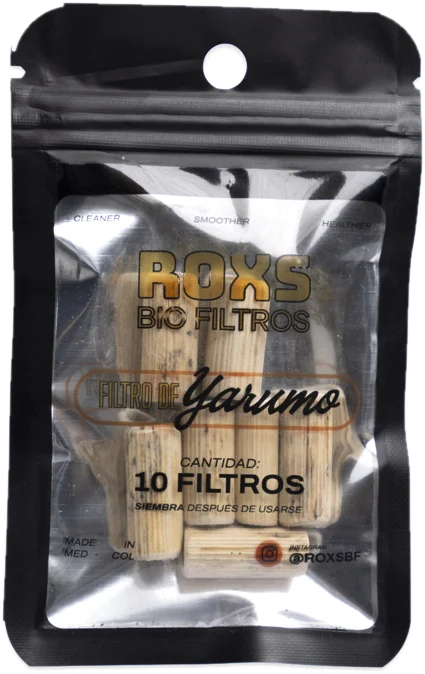 CLEANER SMOOTHER HEALTHIER
ROXS
BIO FILTROS
FILTRO DE Yarumo
CANTIDAD:
10 FILTROS
SIEMBRA DESPUÉS DE USARSE
MADE IN
MED · COL
INSTAGRAM
@ROXSBF